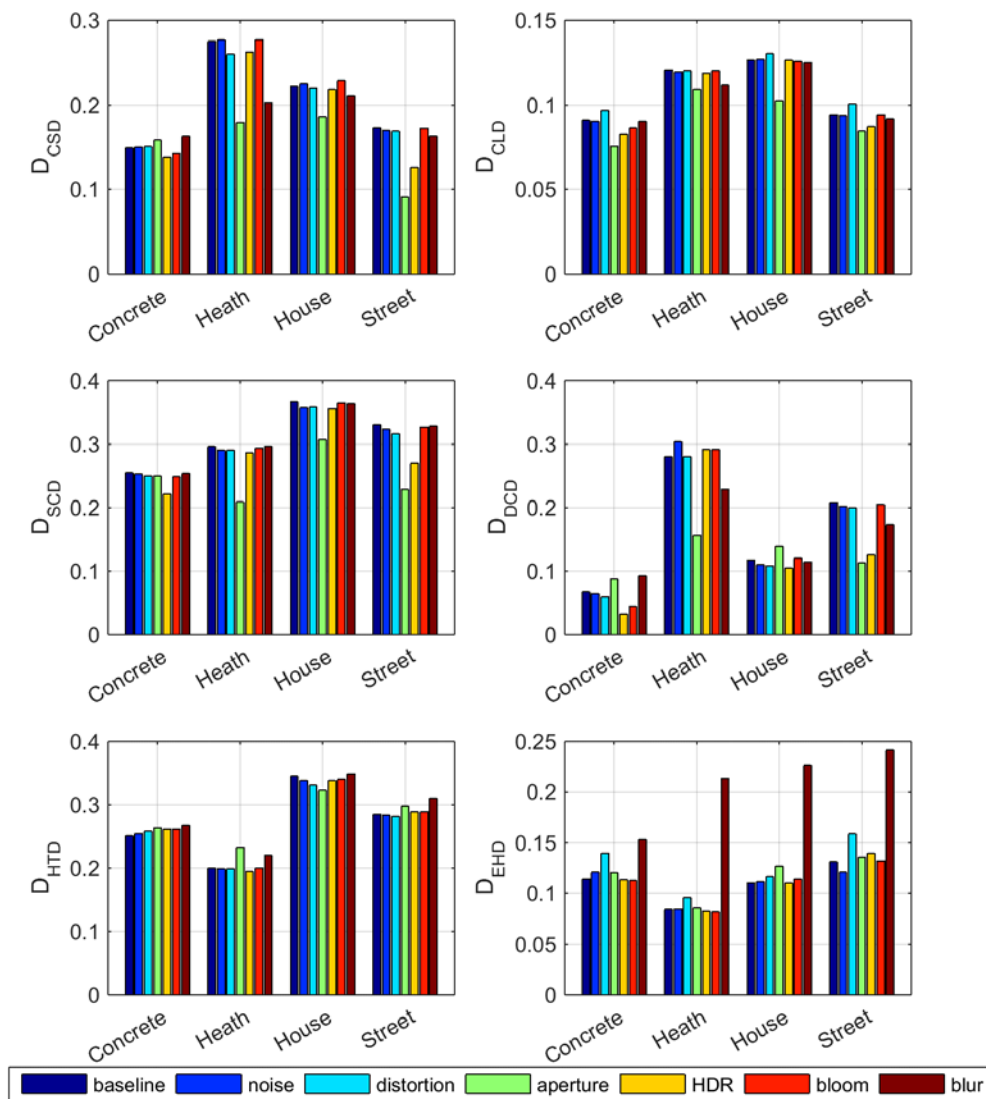 0.3
0.2
0.1
0
D_CSD
Concrete Heath House Street
0.15
0.1
0.05
0
D_CLD
Concrete Heath House Street
0.4
0.3
0.2
0.1
0
D_SCD
Concrete Heath House Street
0.4
0.3
0.2
0.1
0
D_DCD
Concrete Heath House Street
0.4
0.3
0.2
0.1
0
D_HTD
Concrete Heath House Street
0.25
0.2
0.15
0.1
0.05
0
D_EHD
Concrete Heath House Street
baseline noise distortion aperture HDR bloom blur